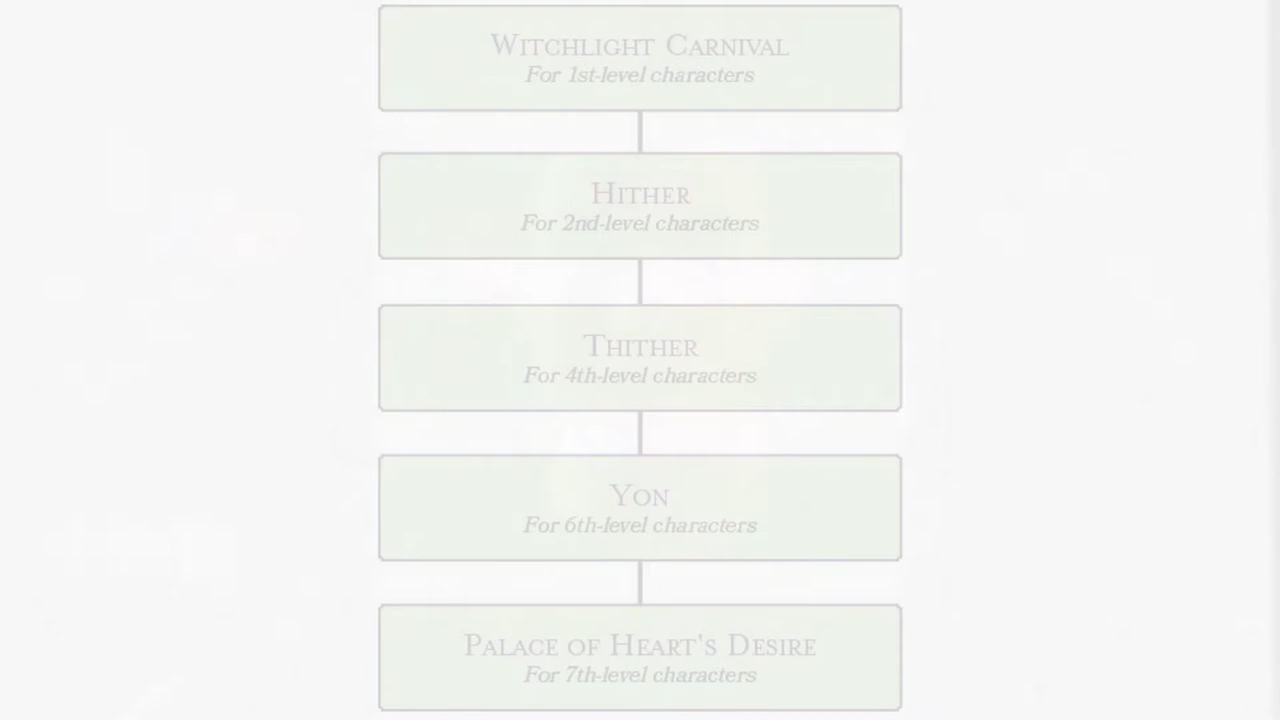 Witchlight Carnival
For 1st-level characters
Hither
For 2nd-level characters
Thither
For 4th-level characters
Yon
For 6th-level characters
Palace of Heart's Desire
For 7th-level characters